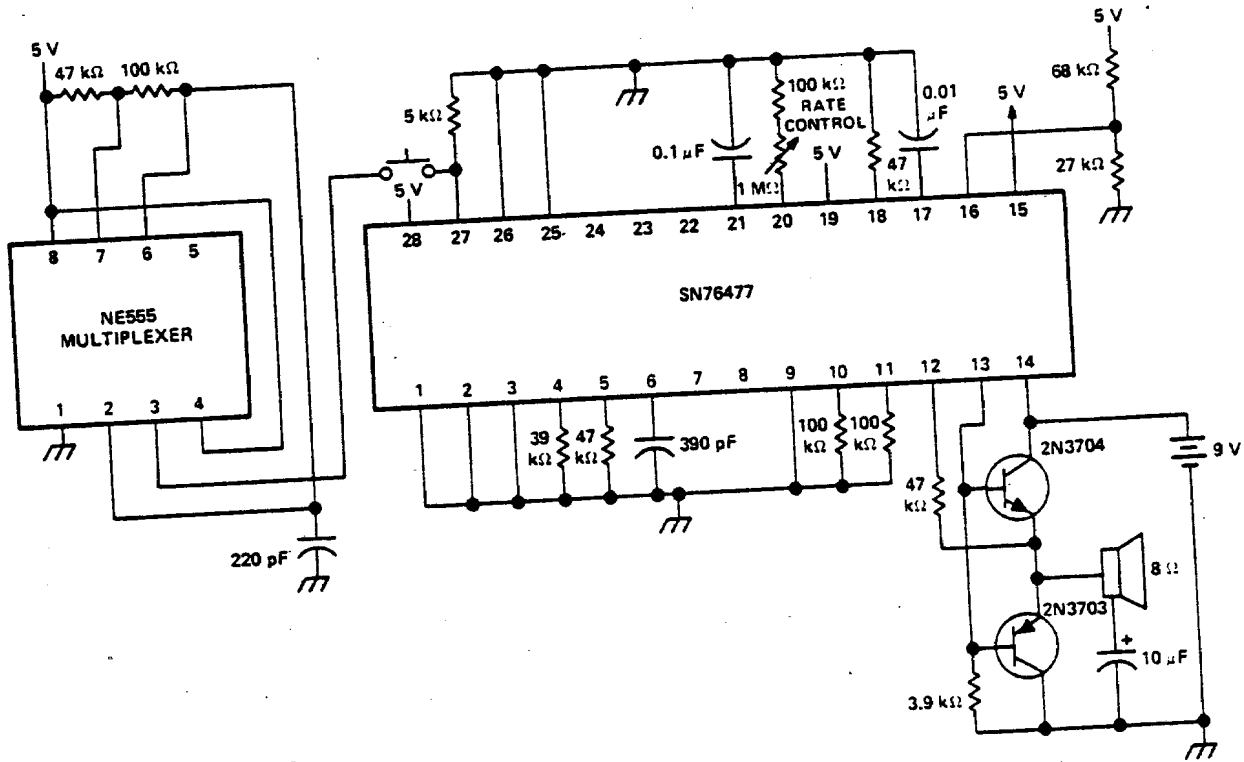 5 V
47 kΩ 100 kΩ
8 7 6 5
NE555
MULTIPLEXER
1 2 3 4
220 pF
5 kΩ
5 V
0.1 μF
100 kΩ
RATE
CONTROL
1 MΩ
5 V
47
kΩ
0.01
μF
5 V
5 V
68 kΩ
27 kΩ
28 27 26 25 24 23 22 21 20 19 18 17 16 15
SN76477
1 2 3 4 5 6 7 8 9 10 11 12 13 14
39
kΩ
47
kΩ
390 pF
100
kΩ
100
kΩ
47
kΩ
2N3704
9 V
8 Ω
2N3703
+
10 μF
3.9 kΩ